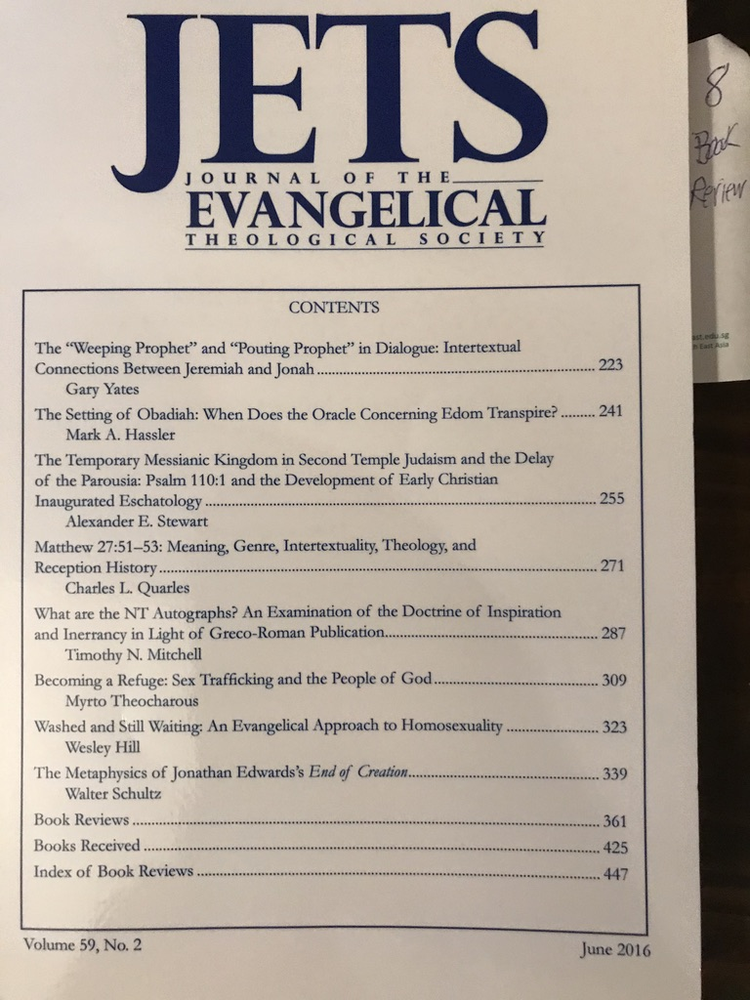 JETS
JOURNAL OF THE
EVANGELICAL
THEOLOGICAL SOCIETY
CONTENTS
The “Weeping Prophet” and “Pouting Prophet” in Dialogue: Intertextual
Connections Between Jeremiah and Jonah ........ 223
Gary Yates
The Setting of Obadiah: When Does the Oracle Concerning Edom Transpire? ......... 241
Mark A. Hassler
The Temporary Messianic Kingdom in Second Temple Judaism and the Delay
of the Parousia: Psalm 110:1 and the Development of Early Christian
Inaugurated Eschatology ........ 255
Alexander E. Stewart
Matthew 27:51–53: Meaning, Genre, Intertextuality, Theology, and
Reception History ........ 271
Charles L. Quarles
What are the NT Autographs? An Examination of the Doctrine of Inspiration
and Inerrancy in Light of Greco-Roman Publication ........ 287
Timothy N. Mitchell
Becoming a Refuge: Sex Trafficking and the People of God ........ 309
Myrto Theocharous
Washed and Still Waiting: An Evangelical Approach to Homosexuality ........ 323
Wesley Hill
The Metaphysics of Jonathan Edwards’s End of Creation ........ 339
Walter Schultz
Book Reviews ........ 361
Books Received ........ 425
Index of Book Reviews ........ 447
Volume 59, No. 2
June 2016
8
Book
Review
act.edu.sg
East Asia